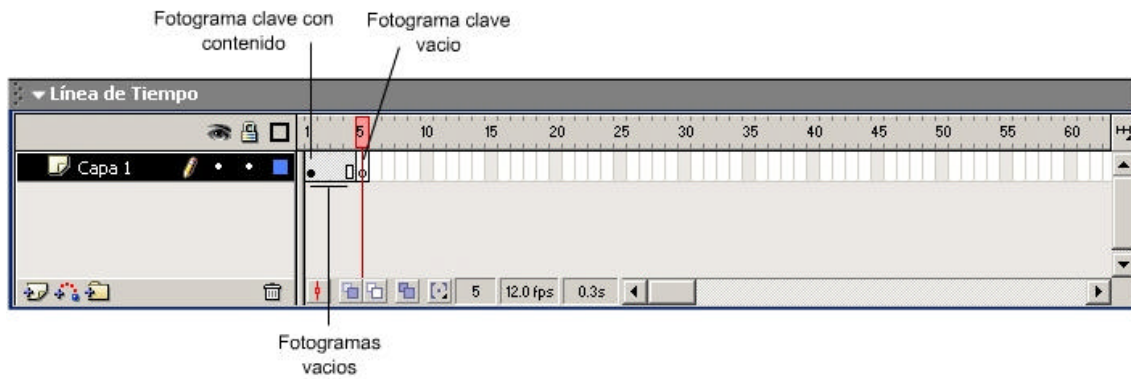 Fotograma clave con
contenido
Fotograma clave
vacio
Línea de Tiempo
1 5 10 15 20 25 30 35 40 45 50 55 60
Capa 1
5 12.0 fps 0.3s
Fotogramas
vacios